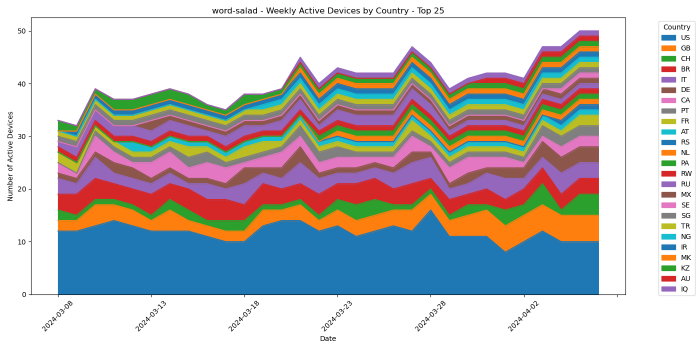 word-salad - Weekly Active Devices by Country - Top 25
Number of Active Devices
50
40
30
20
10
0
2024-03-08
2024-03-13
2024-03-18
2024-03-23
2024-03-28
2024-04-02
Date
Country
US
GB
CH
BR
IT
DE
CA
PT
FR
AT
RS
NL
PA
RW
RU
MX
SE
SG
TR
NG
IR
MK
KZ
AU
IQ